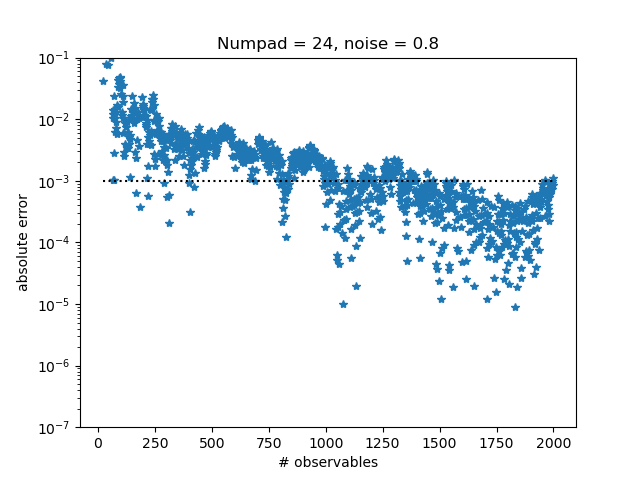 Numpad = 24, noise = 0.8
absolute error
10⁻¹
10⁻²
10⁻³
10⁻⁴
10⁻⁵
10⁻⁶
10⁻⁷
0 250 500 750 1000 1250 1500 1750 2000
# observables